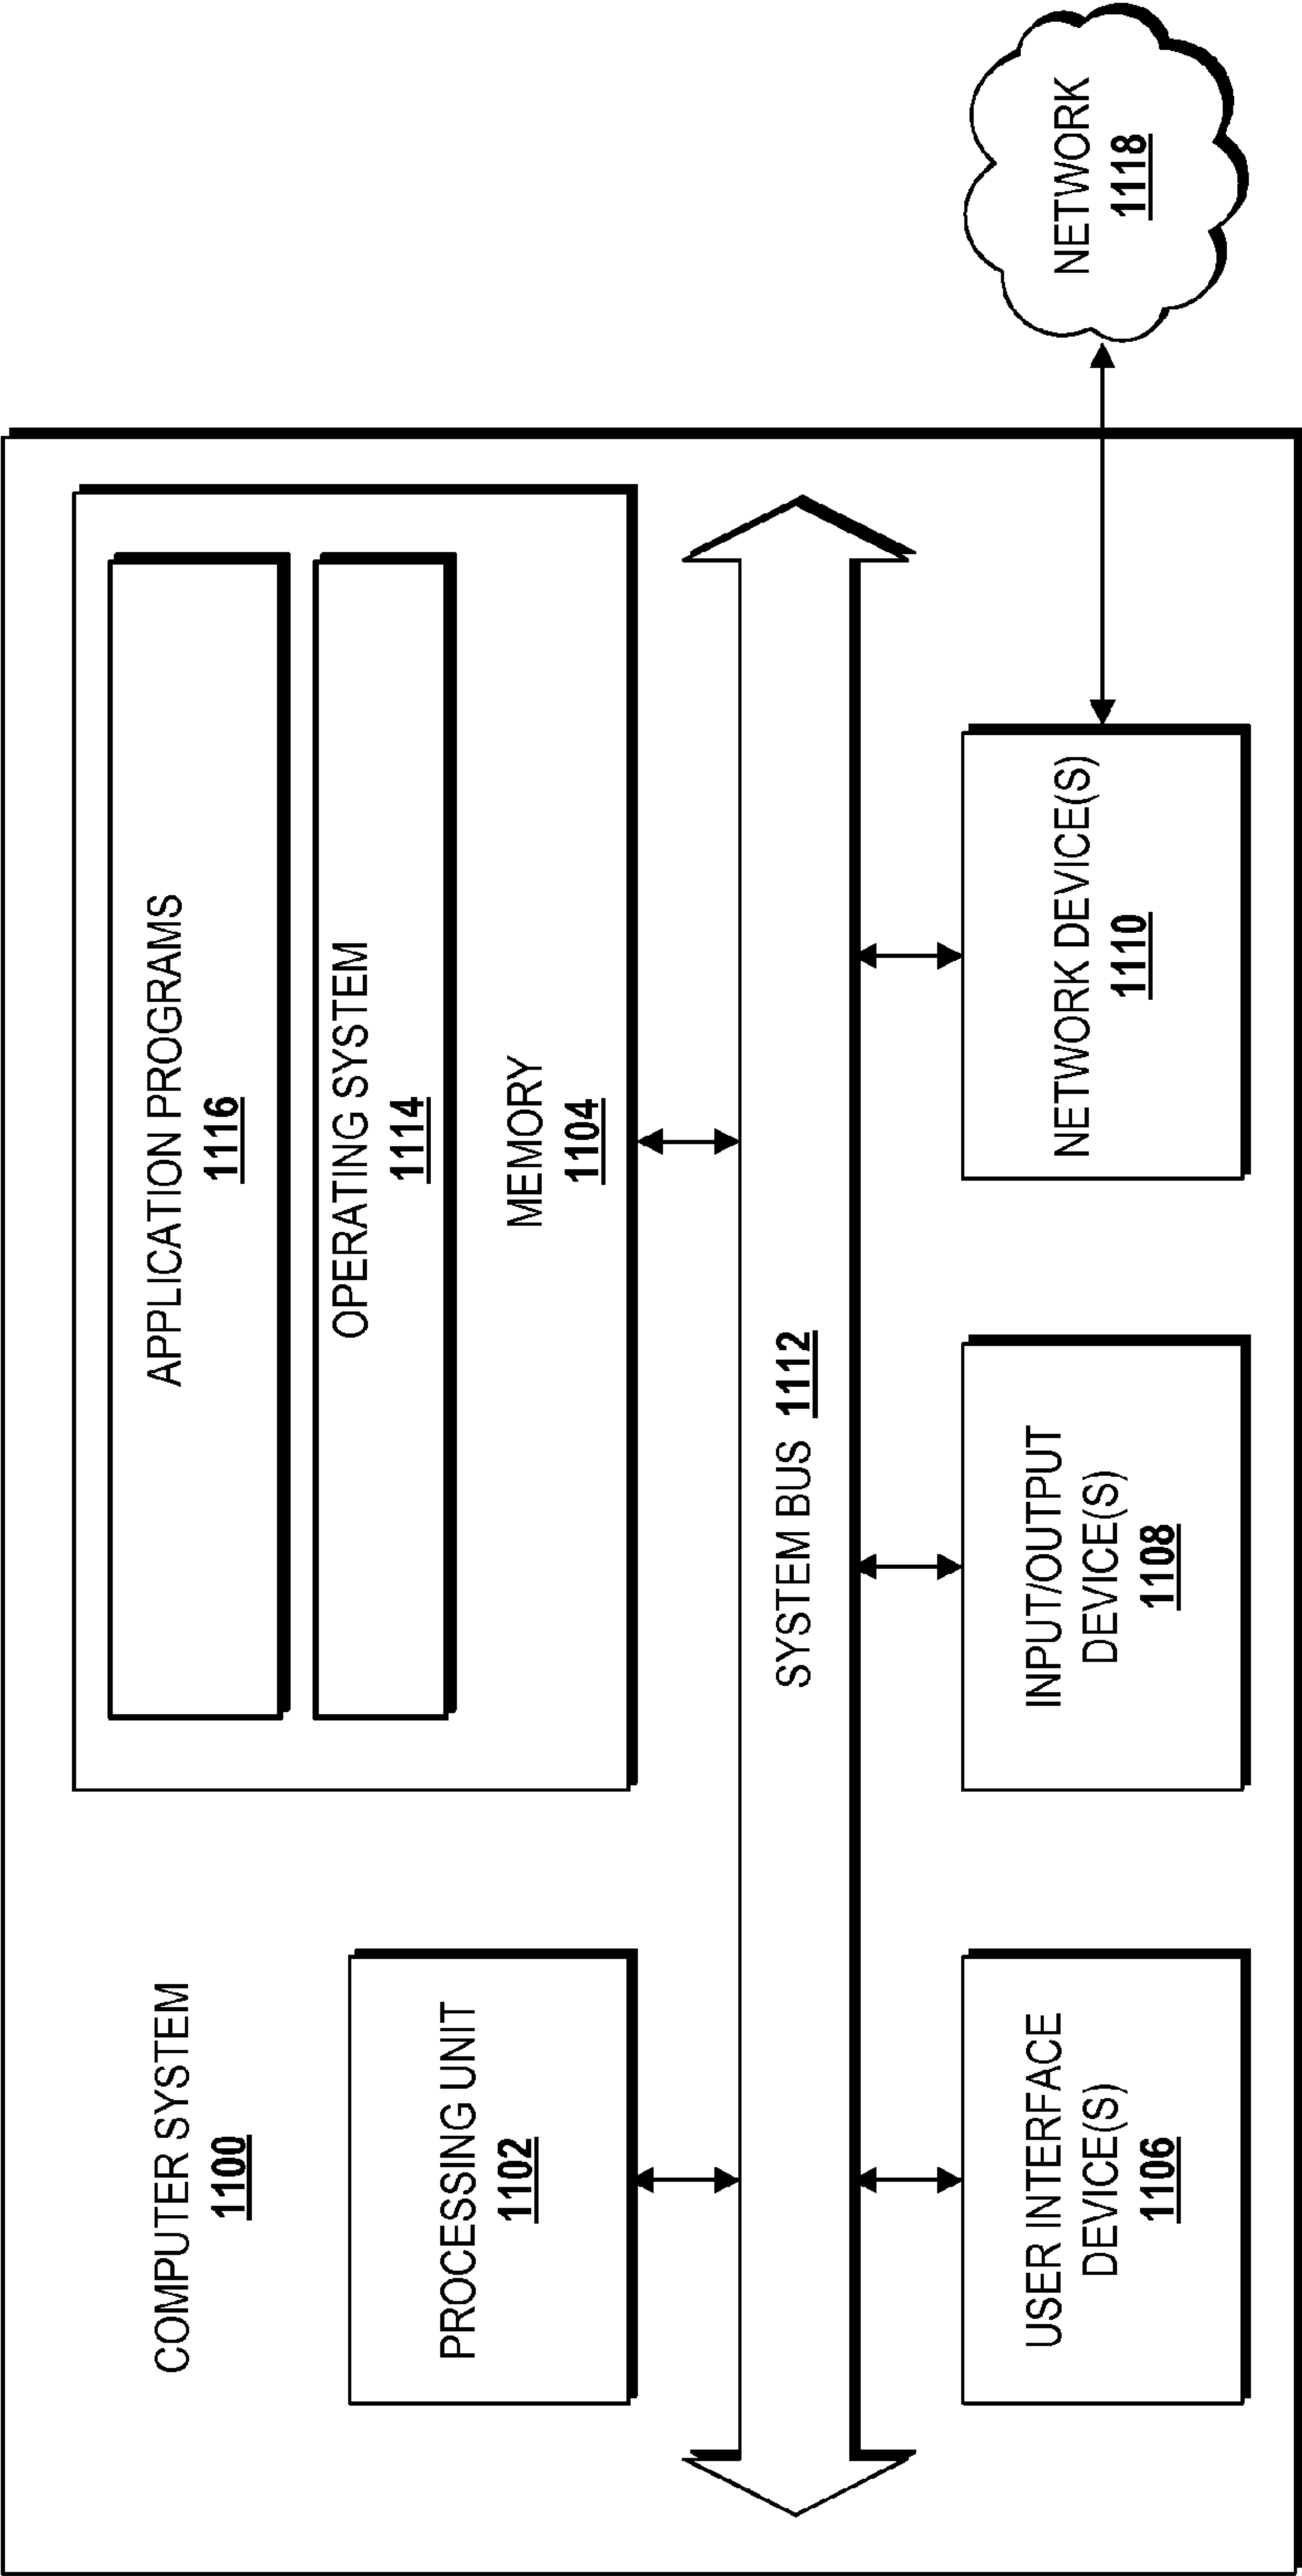 COMPUTER SYSTEM
1100
PROCESSING UNIT
1102
APPLICATION PROGRAMS
1116
OPERATING SYSTEM
1114
MEMORY
1104
SYSTEM BUS 1112
USER INTERFACE
DEVICE(S)
1106
INPUT/OUTPUT
DEVICE(S)
1108
NETWORK DEVICE(S)
1110
NETWORK
1118